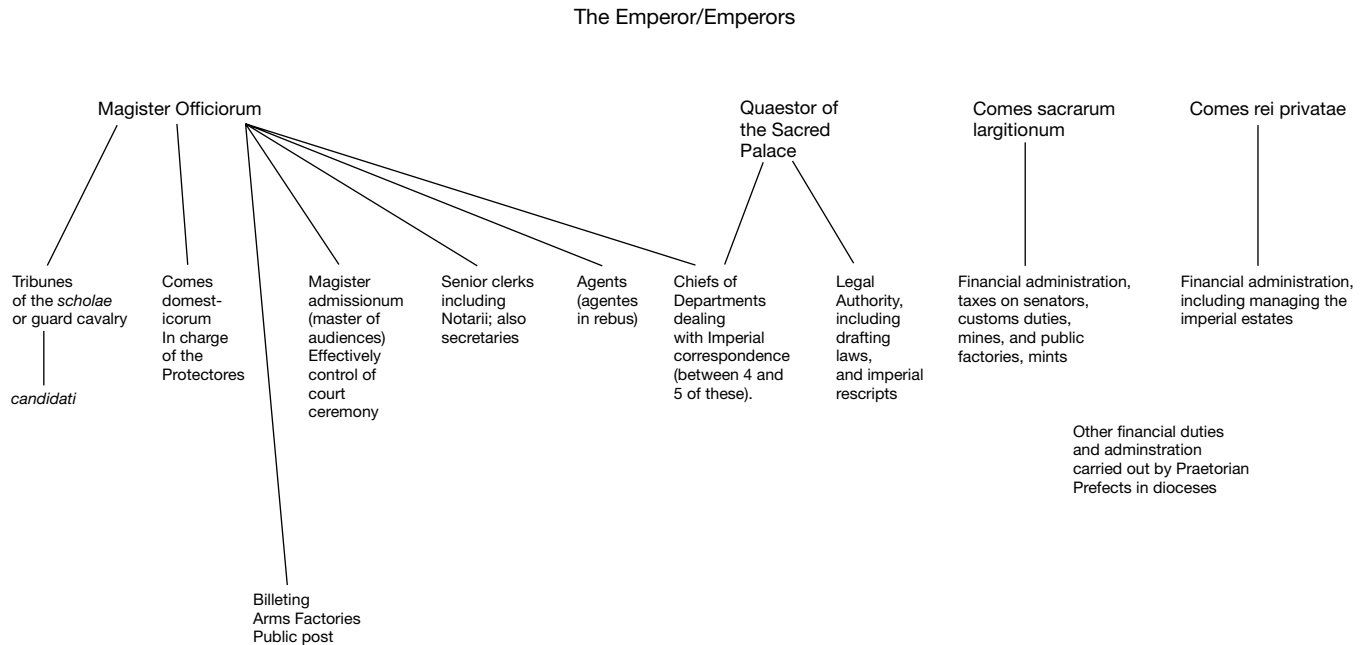 The Emperor/Emperors
Magister Officiorum
Quaestor of
the Sacred
Palace
Comes sacrarum
largitionum
Comes rei privatae
Tribunes
of the scholae
or guard cavalry
candidati
Comes
domest-
icorum
In charge
of the
Protectores
Magister
admissionum
(master of
audiences)
Effectively
control of
court
ceremony
Senior clerks
including
Notarii; also
secretaries
Agents
(agentes
in rebus)
Chiefs of
Departments
dealing
with Imperial
correspondence
(between 4 and
5 of these).
Legal
Authority,
including
drafting
laws,
and imperial
rescripts
Financial administration,
taxes on senators,
customs duties,
mines, and public
factories, mints
Financial administration,
including managing the
imperial estates
Other financial duties
and adminstration
carried out by Praetorian
Prefects in dioceses
Billeting
Arms Factories
Public post